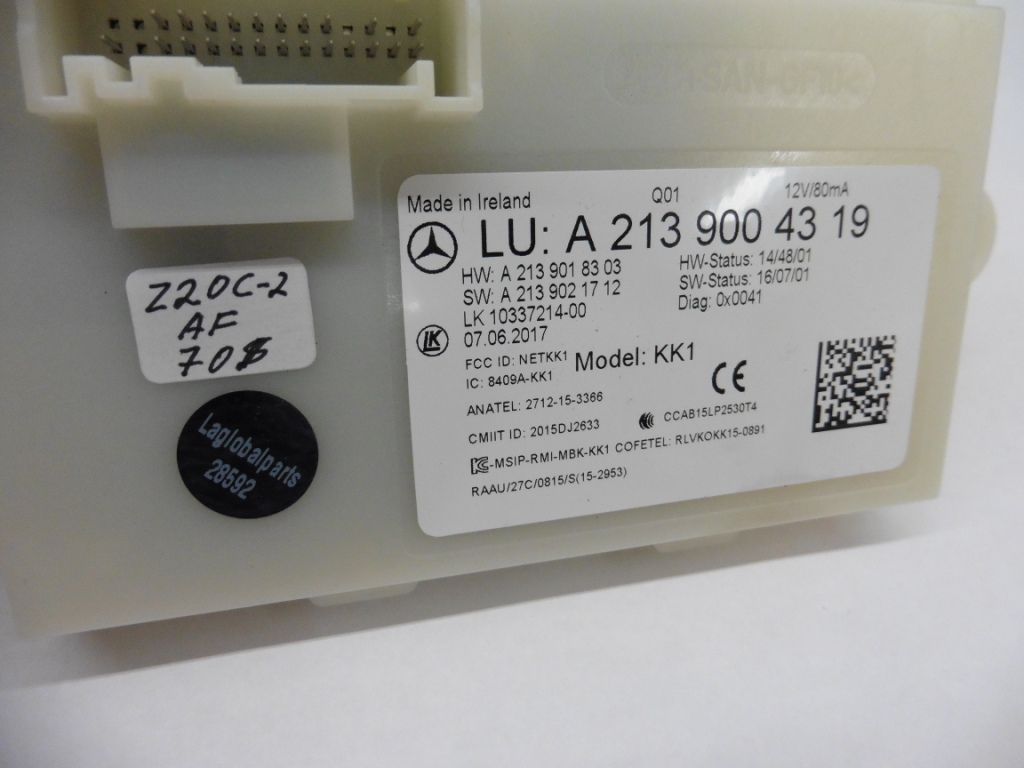 Made in Ireland
Q01
12V/80mA
LU: A 213 900 43 19
HW: A 213 901 83 03
HW-Status: 14/48/01
SW: A 213 902 17 12
SW-Status: 16/07/01
LK 10337214-00
Diag: 0x0041
LK
07.06.2017
FCC ID: NETKK1
Model: KK1
IC: 8409A-KK1
CE
ANATEL: 2712-15-3366
CMIIT ID: 2015DJ2633
CCAB15LP2530T4
-MSIP-RMI-MBK-KK1 COFETEL: RLVKOKK15-0891
RAAU/27C/0815/S(15-2953)
Z20C-2
AF
70$
Laglobalparts
28592